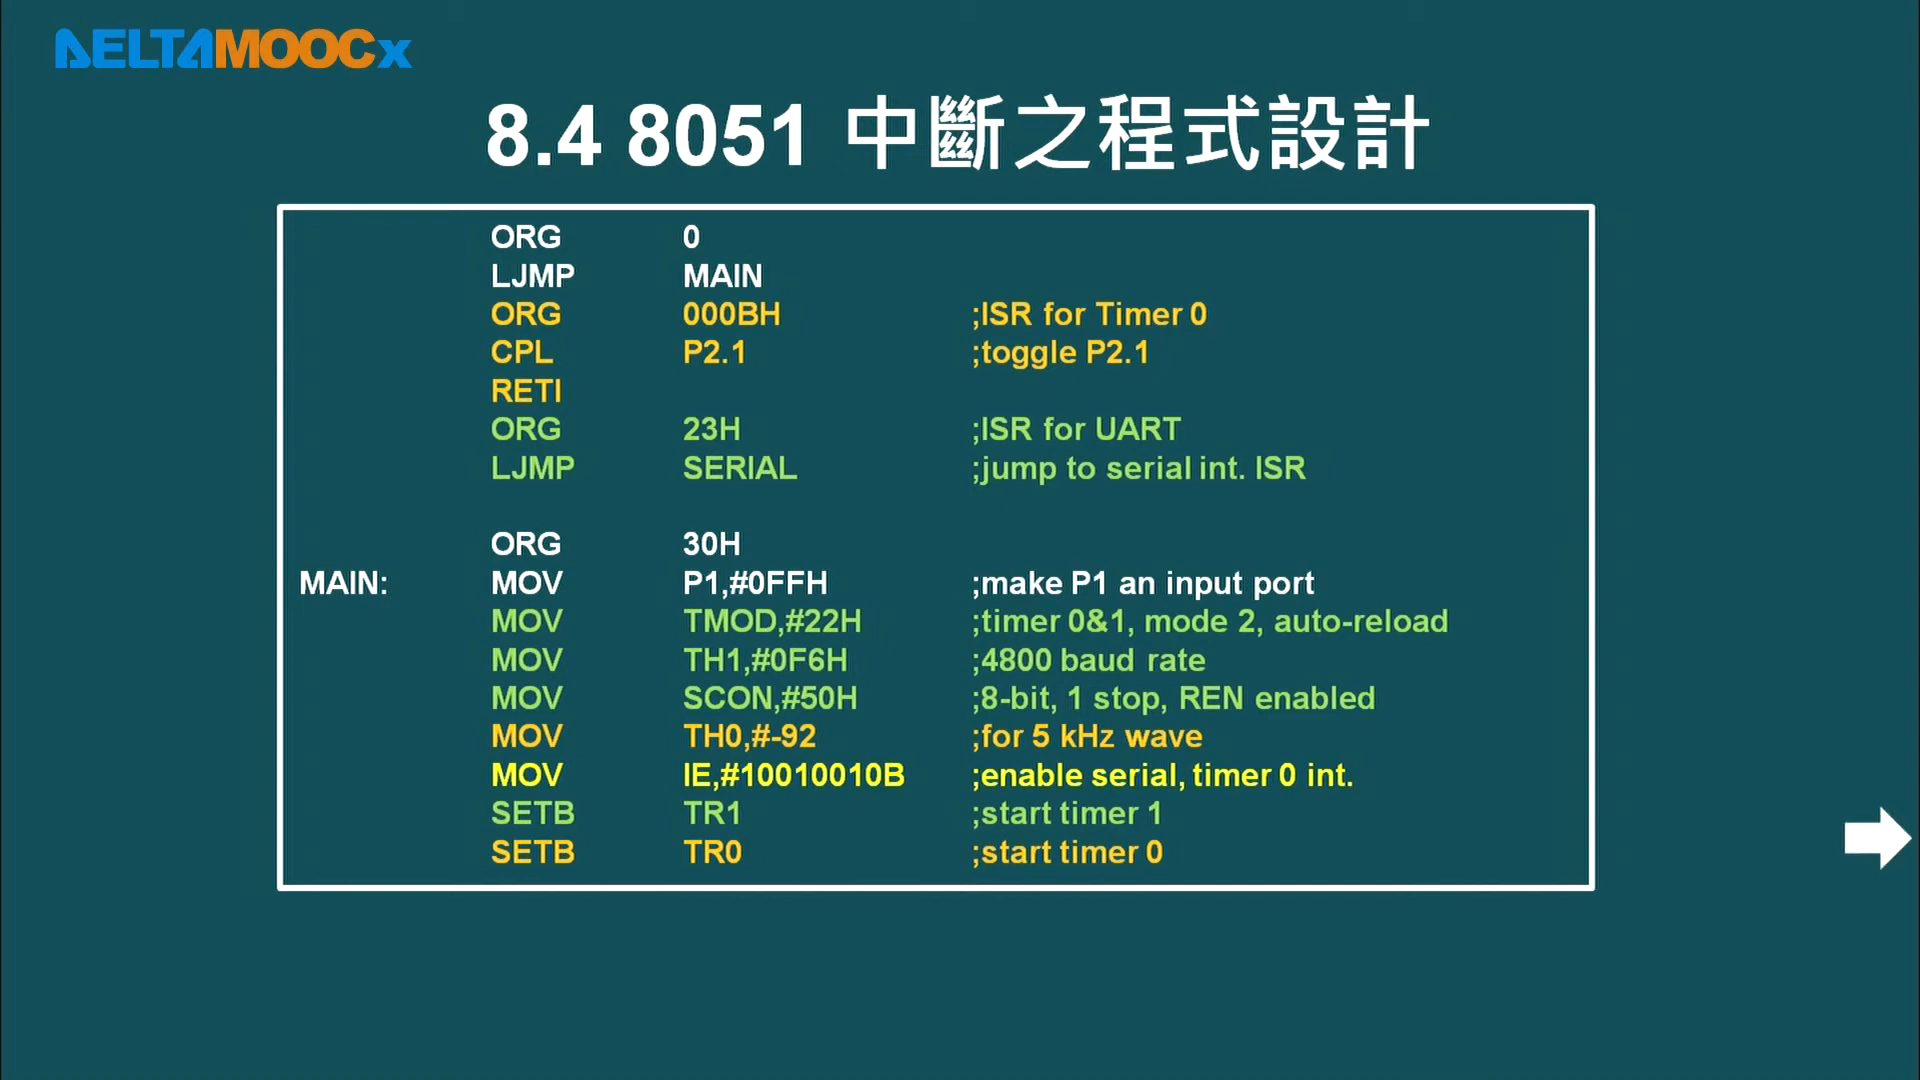 DELTAMOOCx
8.4 8051 中斷之程式設計
ORG 0
LJMP MAIN
ORG 000BH ;ISR for Timer 0
CPL P2.1 ;toggle P2.1
RETI
ORG 23H ;ISR for UART
LJMP SERIAL ;jump to serial int. ISR
ORG 30H
MAIN: MOV P1,#0FFH ;make P1 an input port
MOV TMOD,#22H ;timer 0&1, mode 2, auto-reload
MOV TH1,#0F6H ;4800 baud rate
MOV SCON,#50H ;8-bit, 1 stop, REN enabled
MOV TH0,#-92 ;for 5 kHz wave
MOV IE,#10010010B ;enable serial, timer 0 int.
SETB TR1 ;start timer 1
SETB TR0 ;start timer 0